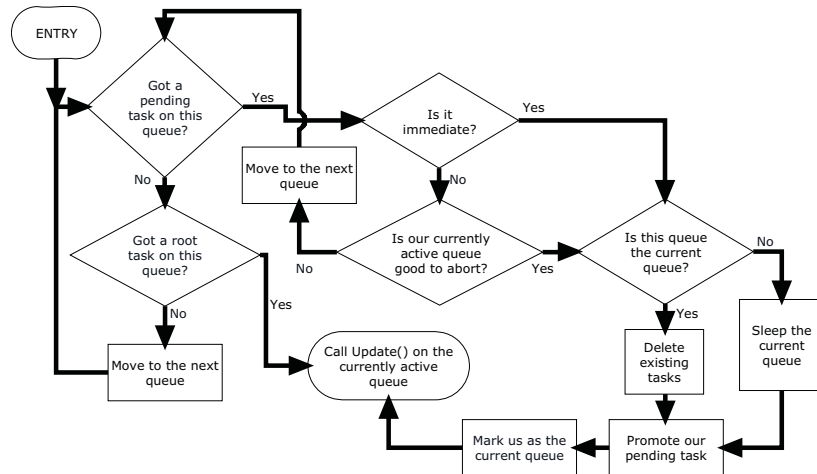 ENTRY
Got a
pending
task on this
queue?
Yes
Is it
immediate?
Yes
Move to the next
queue
No
No
Got a root
task on this
queue?
Is our currently
active queue
good to abort?
Is this queue
the current
queue?
No
No
Yes
Yes
No
Yes
Move to the next
queue
Call Update() on the
currently active
queue
Delete
existing
tasks
Sleep the
current
queue
Mark us as the
current queue
Promote our
pending task